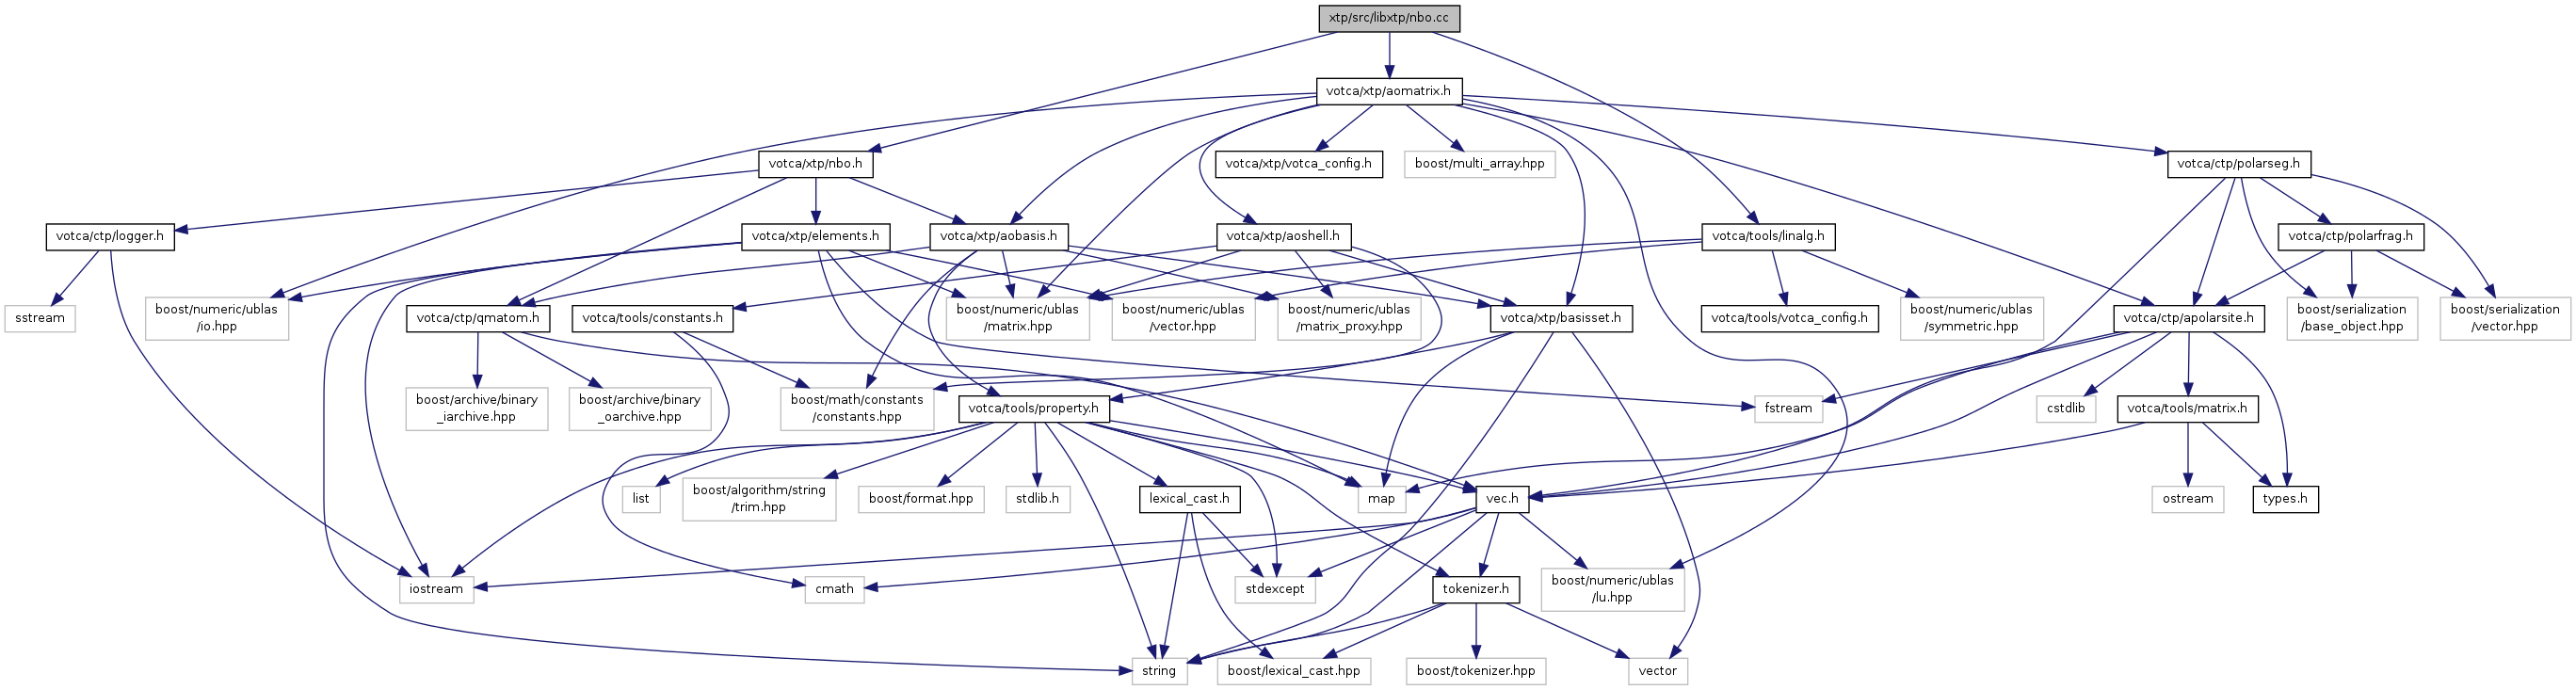 xtp/src/libxtp/nbo.cc
votca/xtp/aomatrix.h
votca/xtp/nbo.h
votca/xtp/votca_config.h
boost/multi_array.hpp
votca/ctp/polarseg.h
votca/ctp/logger.h
votca/xtp/elements.h
votca/xtp/aobasis.h
votca/xtp/aoshell.h
votca/tools/linalg.h
votca/ctp/polarfrag.h
sstream
boost/numeric/ublas
/io.hpp
votca/ctp/qmatom.h
votca/tools/constants.h
boost/numeric/ublas
/matrix.hpp
boost/numeric/ublas
/vector.hpp
boost/numeric/ublas
/matrix_proxy.hpp
votca/xtp/basisset.h
votca/tools/votca_config.h
boost/numeric/ublas
/symmetric.hpp
votca/ctp/apolarsite.h
boost/serialization
/base_object.hpp
boost/serialization
/vector.hpp
boost/archive/binary
_iarchive.hpp
boost/archive/binary
_oarchive.hpp
boost/math/constants
/constants.hpp
votca/tools/property.h
fstream
cstdlib
votca/tools/matrix.h
list
boost/algorithm/string
/trim.hpp
boost/format.hpp
stdlib.h
lexical_cast.h
map
vec.h
ostream
types.h
iostream
cmath
stdexcept
tokenizer.h
boost/numeric/ublas
/lu.hpp
string
boost/lexical_cast.hpp
boost/tokenizer.hpp
vector